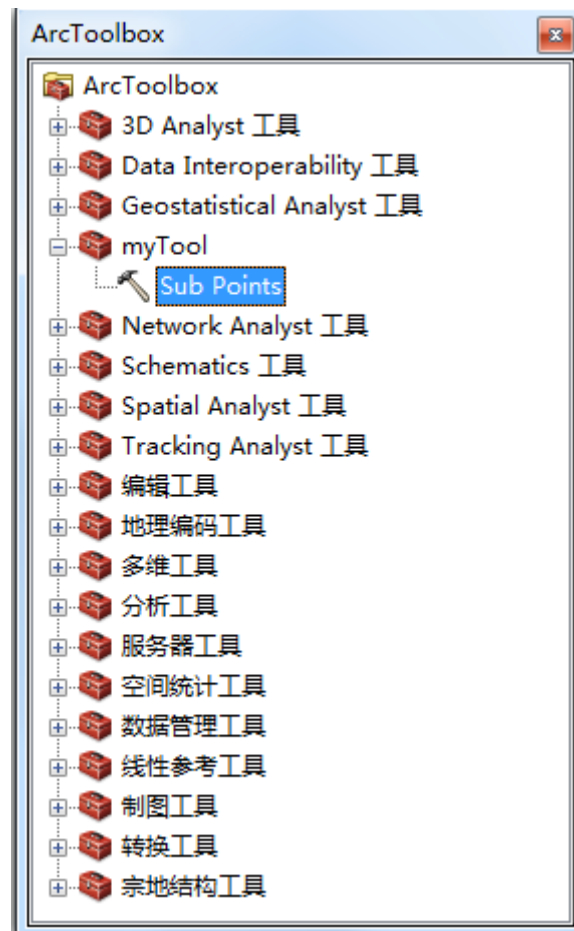 ArcToolbox
ArcToolbox
3D Analyst 工具
Data Interoperability 工具
Geostatistical Analyst 工具
myTool
Sub Points
Network Analyst 工具
Schematics 工具
Spatial Analyst 工具
Tracking Analyst 工具
编辑工具
地理编码工具
多维工具
分析工具
服务器工具
空间统计工具
数据管理工具
线性参考工具
制图工具
转换工具
宗地结构工具